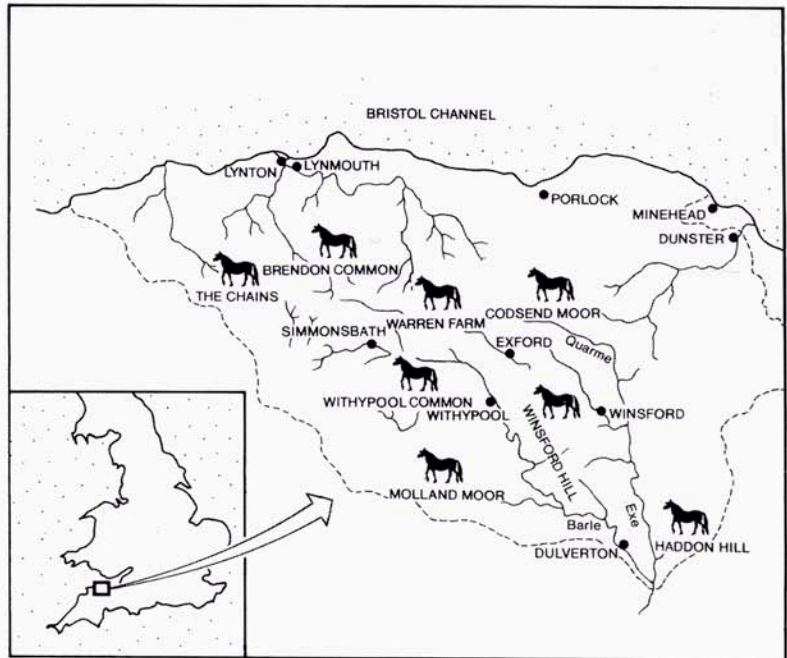 BRISTOL CHANNEL
LYNTON
LYNMOUTH
PORLOCK
MINEHEAD
DUNSTER
BRENDON COMMON
THE CHAINS
WARREN FARM
CODSEND MOOR
SIMMONSBATH
EXFORD
Quarme
WITHYPOOL COMMON
WITHYPOOL
WINSFORD
WINSFORD HILL
MOLLAND MOOR
Exe
Barle
DULVERTON
HADDON HILL